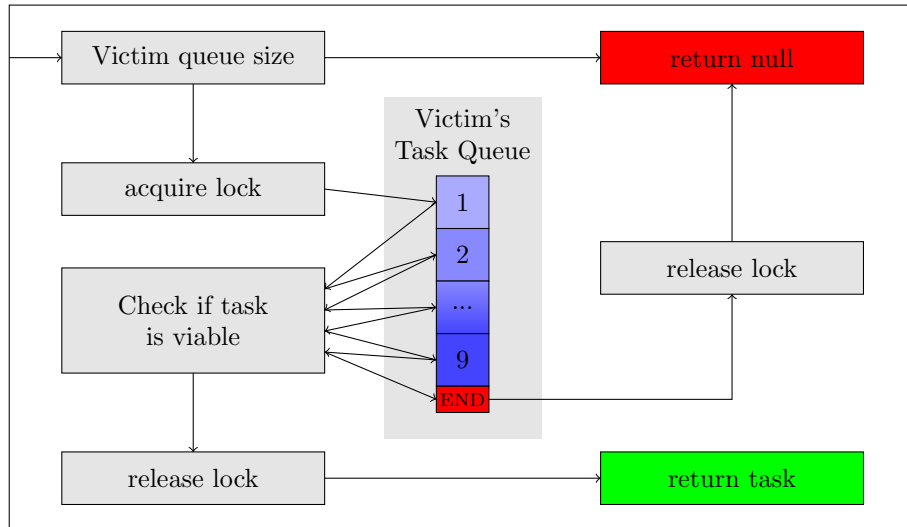 Victim queue size
return null
Victim's
Task Queue
acquire lock
1
2
...
9
END
Check if task
is viable
release lock
release lock
return task